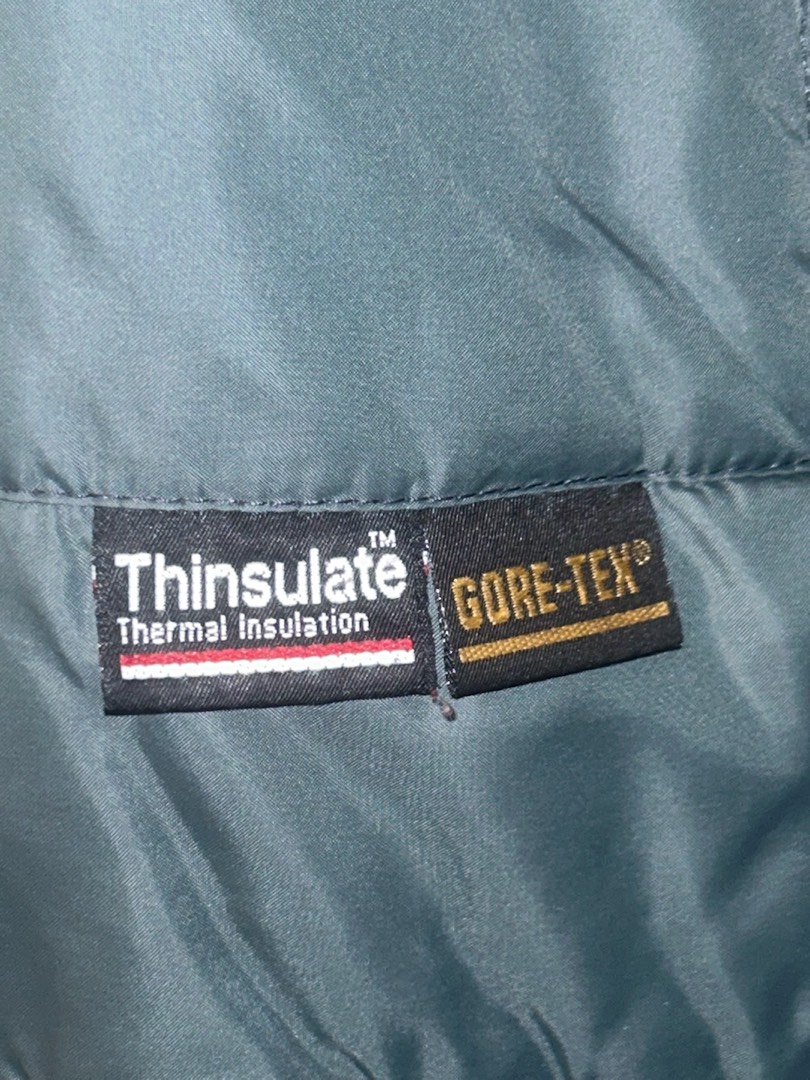 Thinsulate™
Thermal Insulation
GORE-TEX®